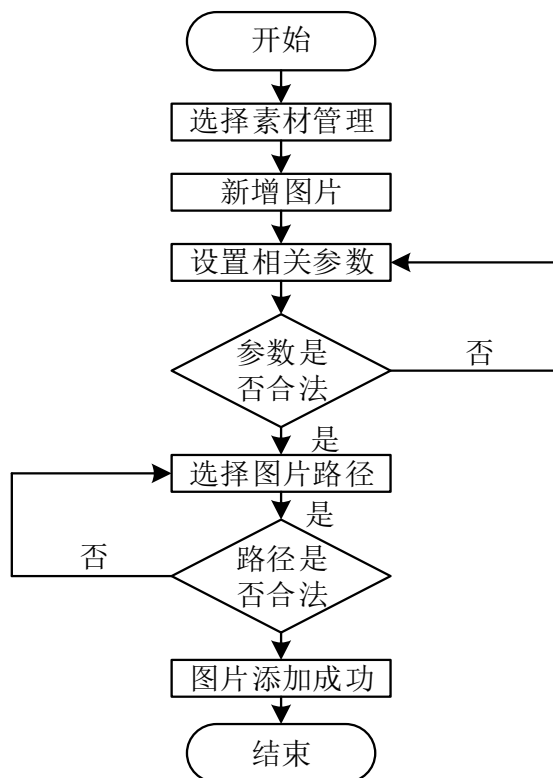 开始
选择素材管理
新增图片
设置相关参数
参数是
否合法
否
是
选择图片路径
是
路径是
否合法
否
图片添加成功
结束